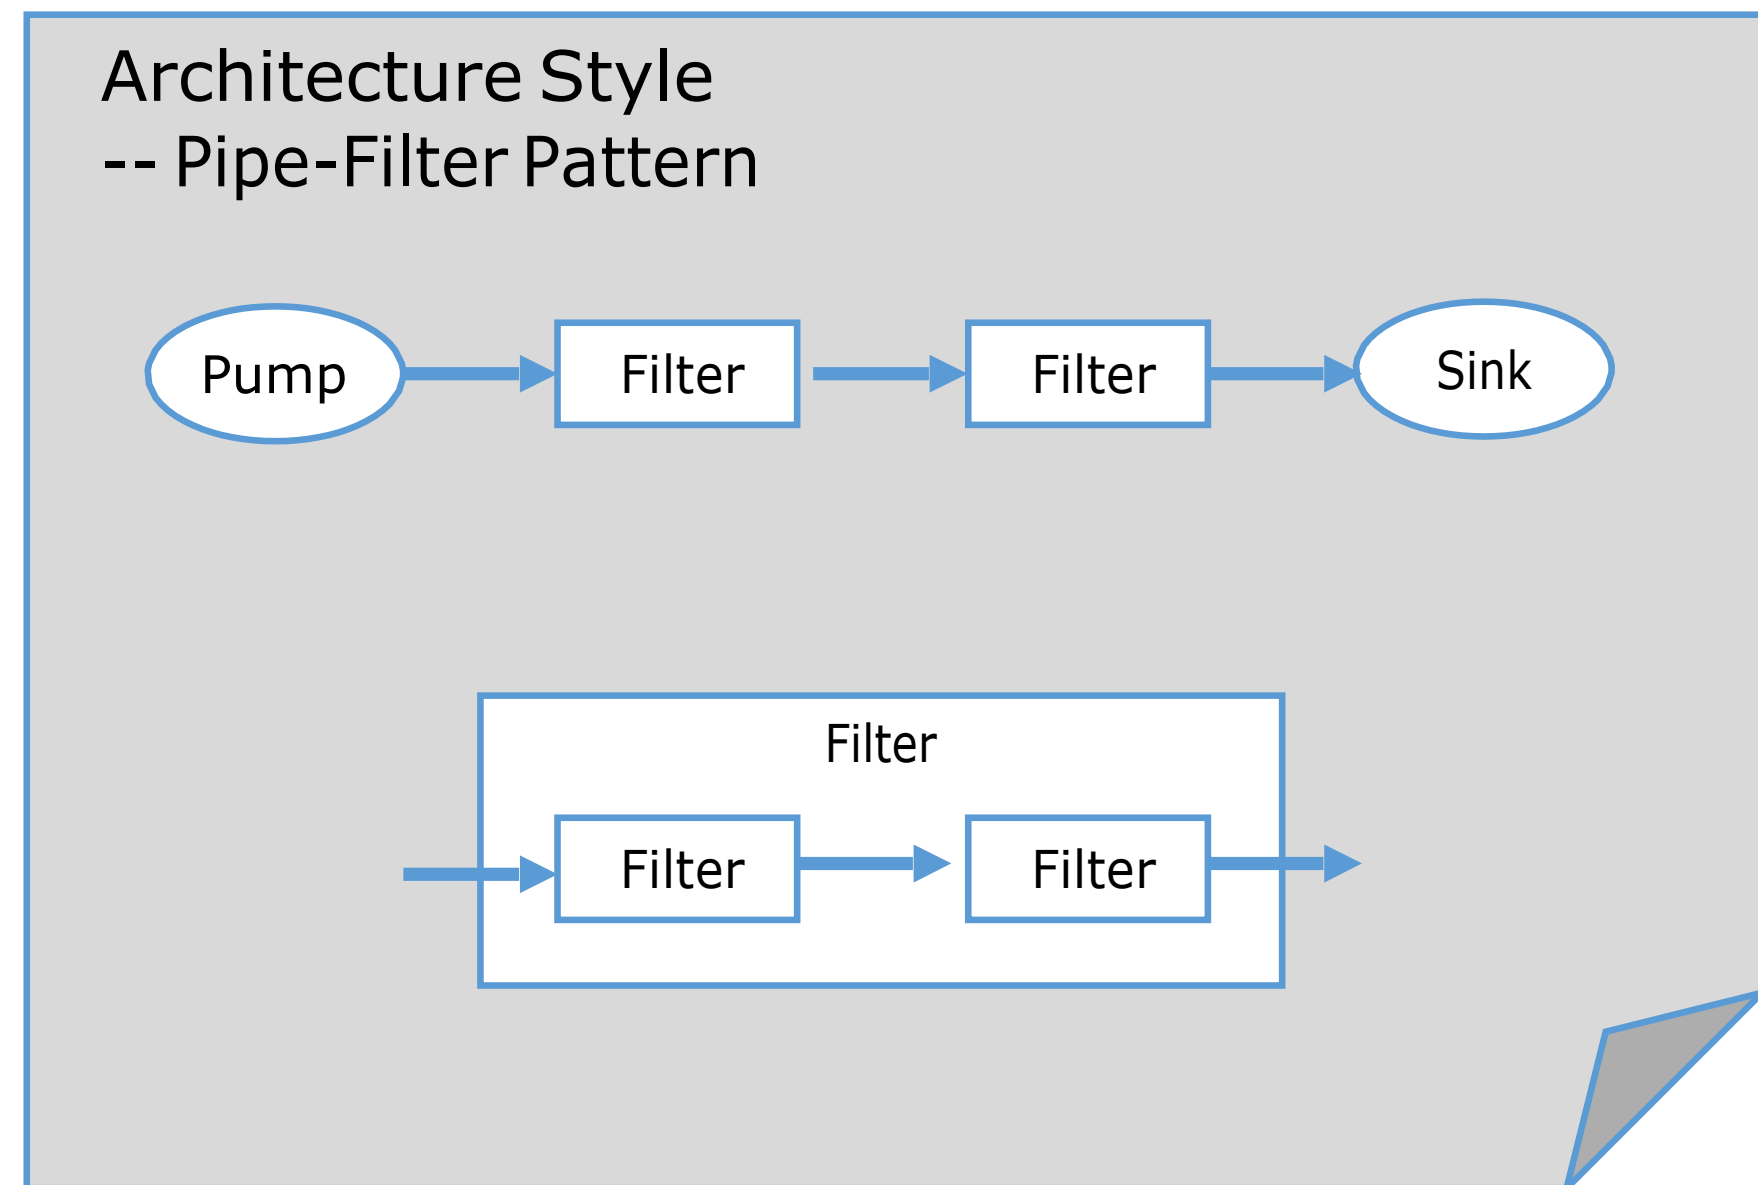 Architecture Style
-- Pipe-Filter Pattern
Pump
Filter
Filter
Sink
Filter
Filter
Filter